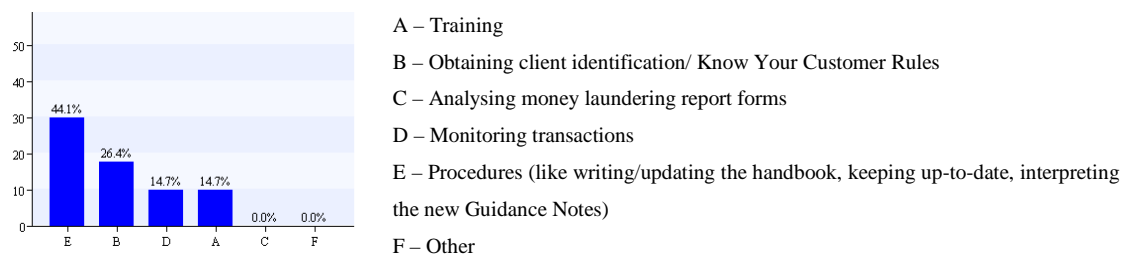 50
40
30
20
10
0
44.1%
26.4%
14.7%
14.7%
0.0%
0.0%
E B D A C F
A – Training
B – Obtaining client identification/ Know Your Customer Rules
C – Analysing money laundering report forms
D – Monitoring transactions
E – Procedures (like writing/updating the handbook, keeping up-to-date, interpreting
the new Guidance Notes)
F – Other